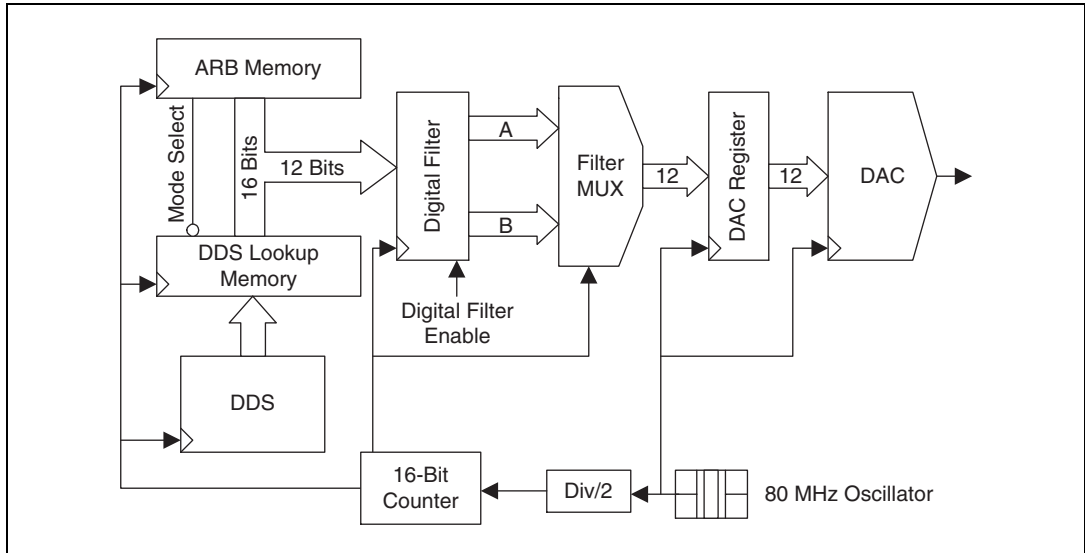 ARB Memory
Mode Select
16 Bits
12 Bits
DDS Lookup
Memory
DDS
Digital Filter
Digital Filter
Enable
A
B
Filter
MUX
12
DAC Register
12
DAC
16-Bit
Counter
Div/2
80 MHz Oscillator